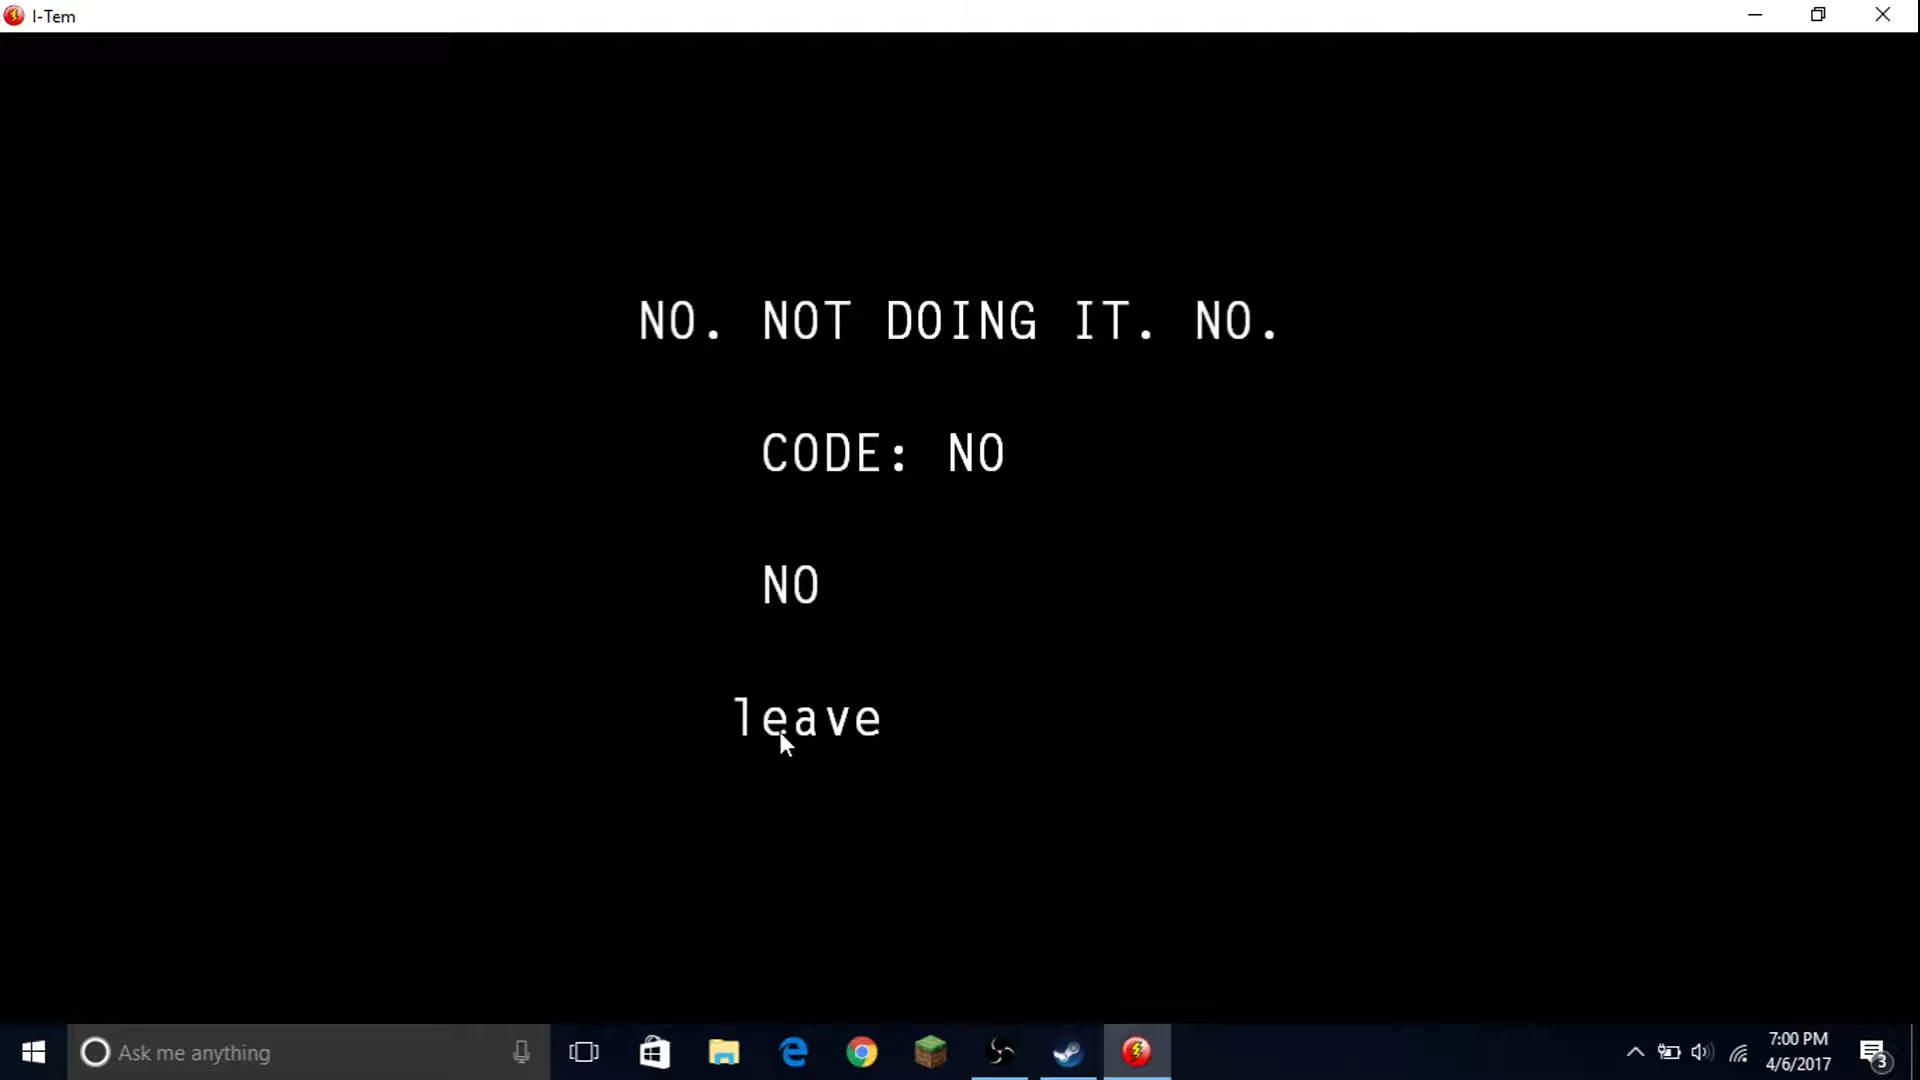 I-Tem
NO. NOT DOING IT. NO.
CODE: NO
NO
leave
Ask me anything
7:00 PM
4/6/2017
3